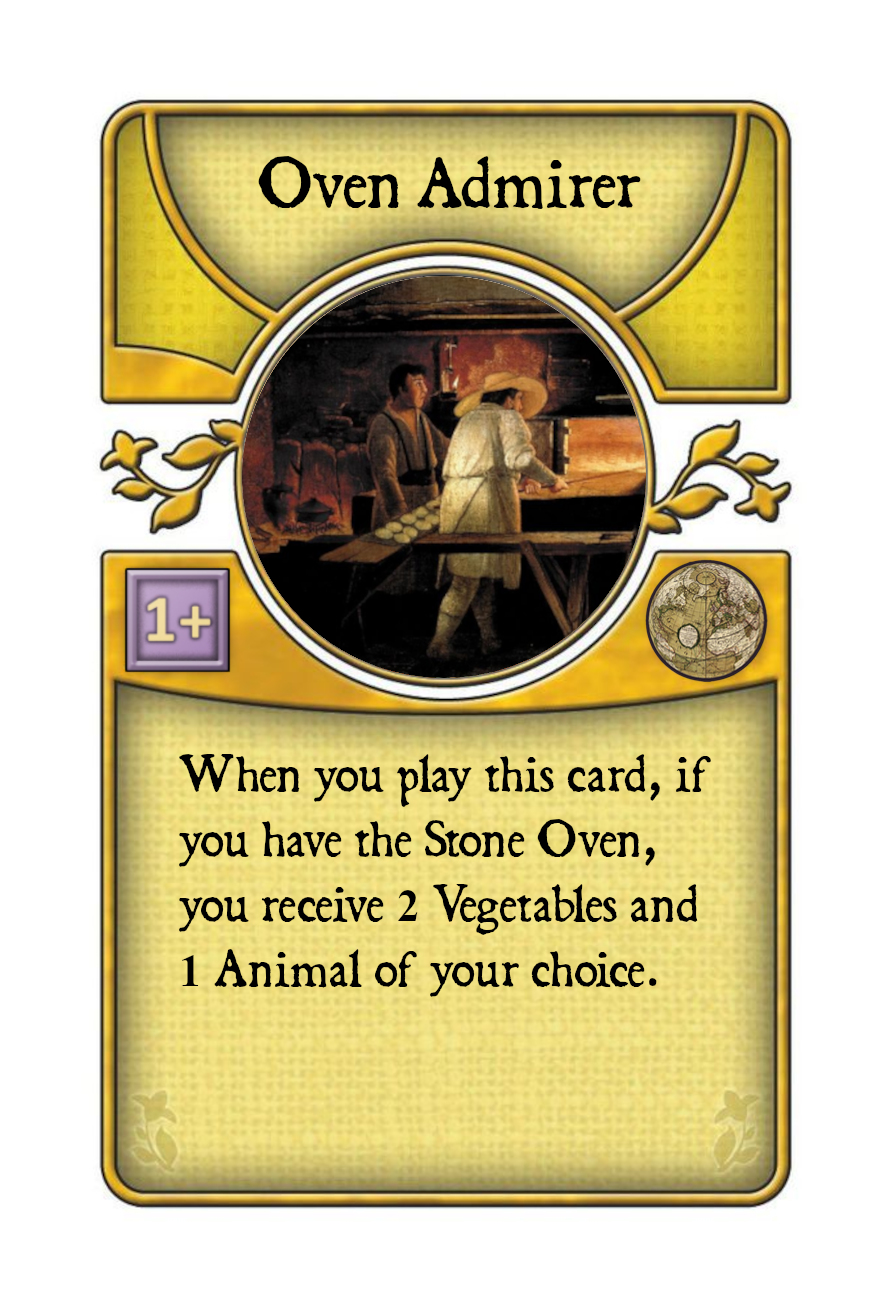 Oven Admirer
1+
When you play this card, if
you have the Stone Oven,
you receive 2 Vegetables and
1 Animal of your choice.